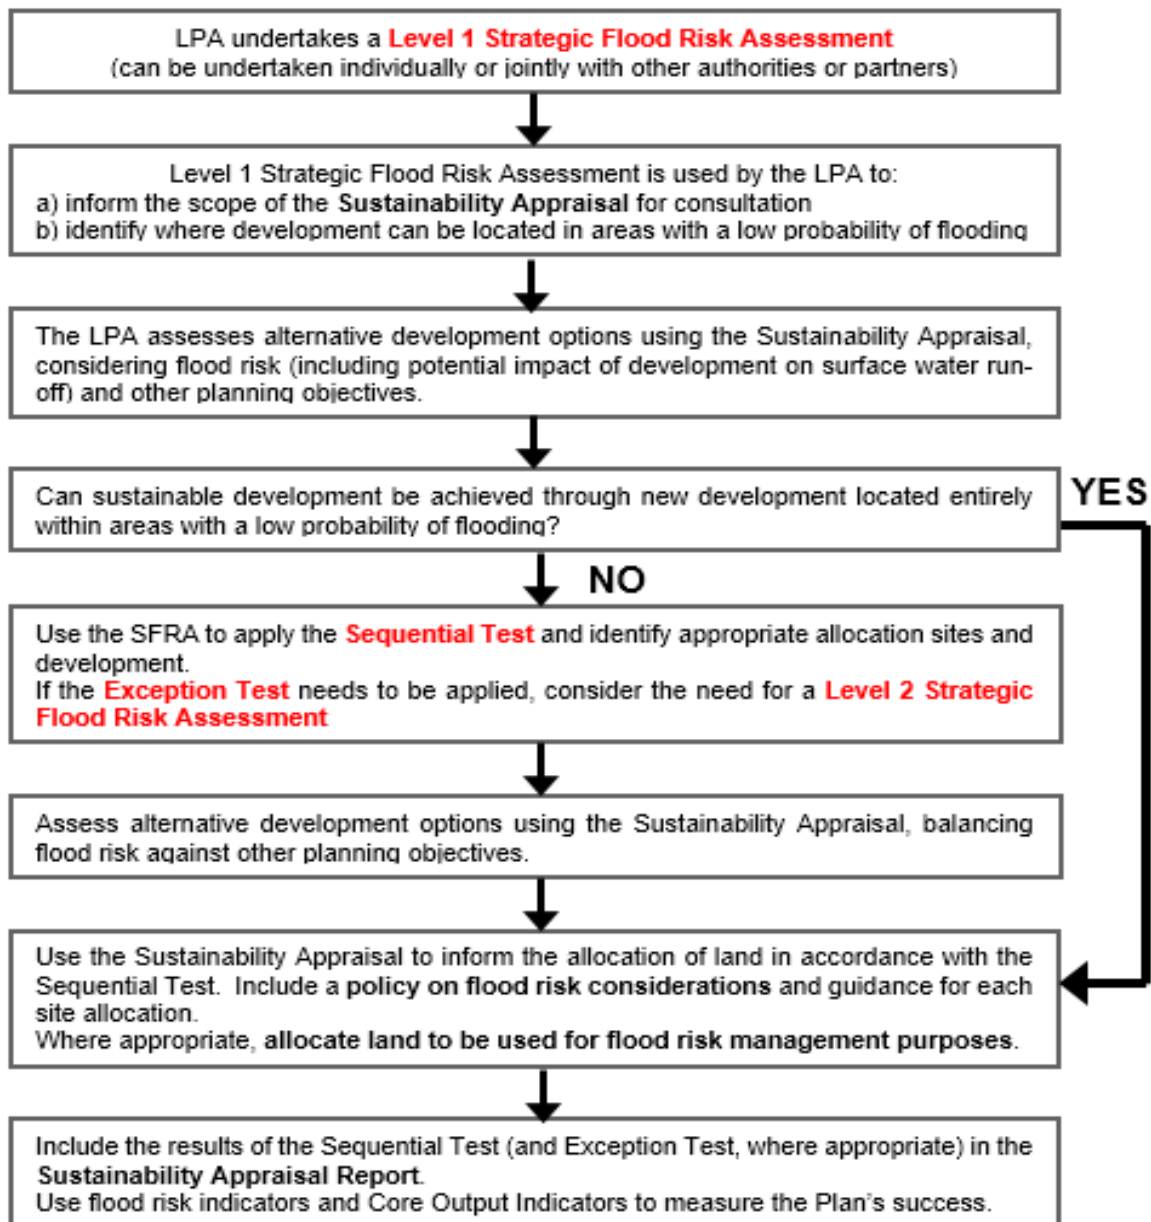 LPA undertakes a Level 1 Strategic Flood Risk Assessment
(can be undertaken individually or jointly with other authorities or partners)
Level 1 Strategic Flood Risk Assessment is used by the LPA to:
a) inform the scope of the Sustainability Appraisal for consultation
b) identify where development can be located in areas with a low probability of flooding
The LPA assesses alternative development options using the Sustainability Appraisal,
considering flood risk (including potential impact of development on surface water run-
off) and other planning objectives.
Can sustainable development be achieved through new development located entirely
within areas with a low probability of flooding?
YES
NO
Use the SFRA to apply the Sequential Test and identify appropriate allocation sites and
development.
If the Exception Test needs to be applied, consider the need for a Level 2 Strategic
Flood Risk Assessment
Assess alternative development options using the Sustainability Appraisal, balancing
flood risk against other planning objectives.
Use the Sustainability Appraisal to inform the allocation of land in accordance with the
Sequential Test. Include a policy on flood risk considerations and guidance for each
site allocation.
Where appropriate, allocate land to be used for flood risk management purposes.
Include the results of the Sequential Test (and Exception Test, where appropriate) in the
Sustainability Appraisal Report.
Use flood risk indicators and Core Output Indicators to measure the Plan's success.